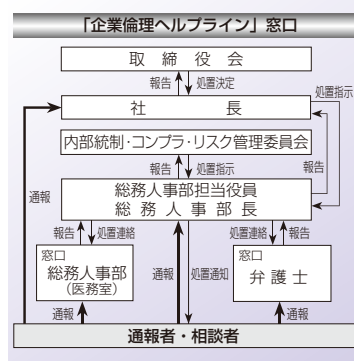 「企業倫理ヘルプライン」窓口
取締役会
報告 処置決定
社長
処置指示
内部統制・コンプラ・リスク管理委員会
報告 処置指示
報告
通報
総務人事部担当役員
総務人事部長
報告 処置連絡
処置連絡 報告
窓口
総務人事部
(医務室)
通報
処置通知
窓口
弁護士
通報
通報
通報者・相談者